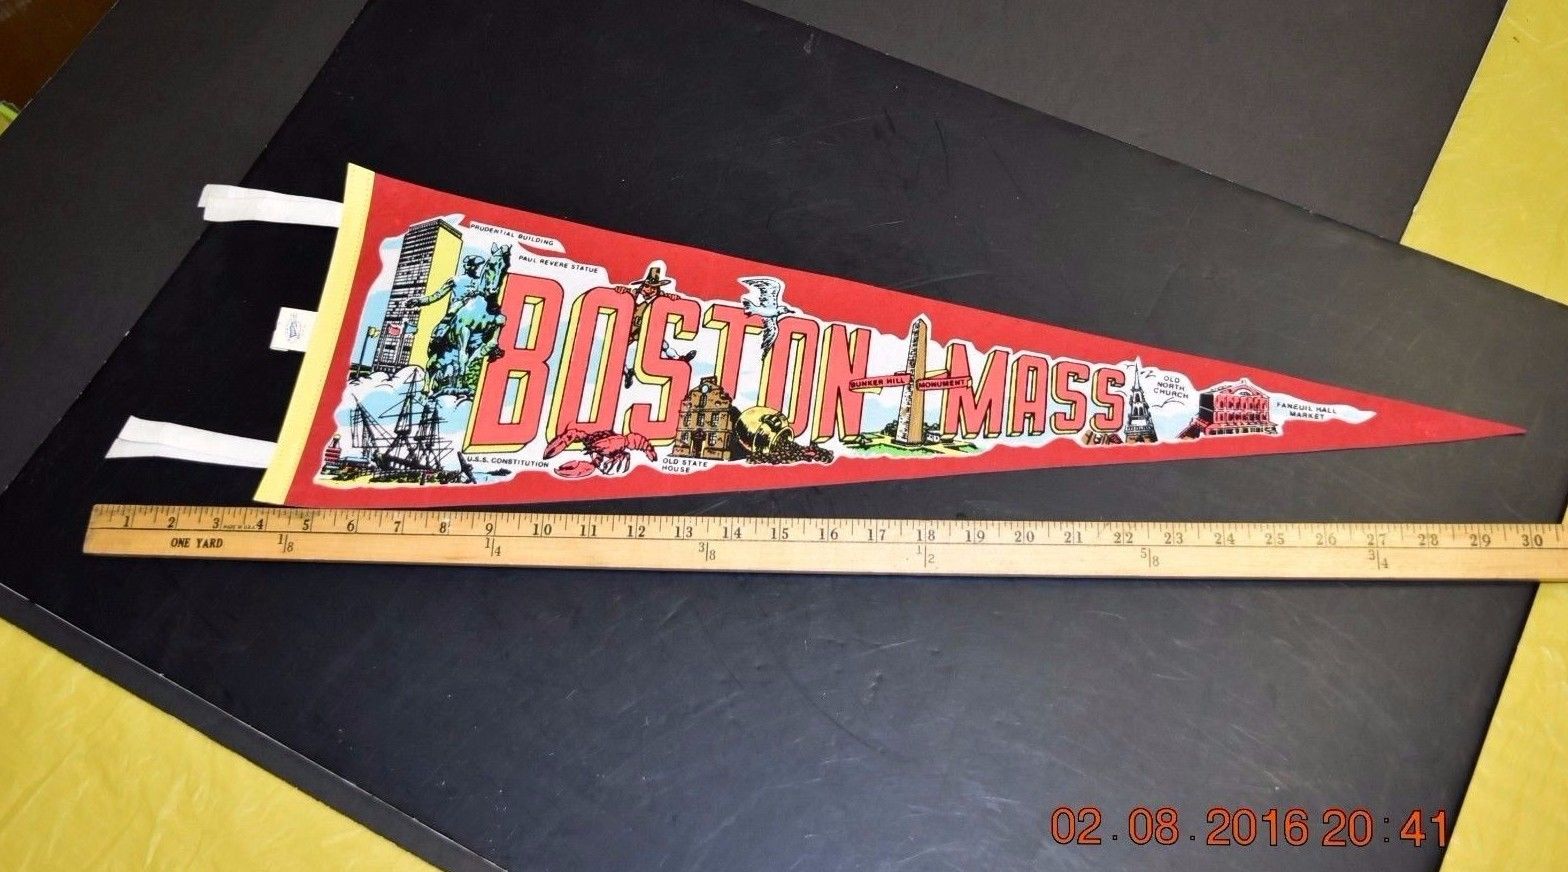 PRUDENTIAL BUILDING
PAUL REVERE STATUE
BOSTON MASS
BUNKER HILL MONUMENT
OLD
NORTH
CHURCH
FANEUIL HALL
MARKET
U.S.S. CONSTITUTION
OLD STATE
HOUSE
1 2 3 MADE IN U.S.A. 4 5 6 7 8 9 10 11 12 13 14 15 16 17 18 19 20 21 22 23 24 25 26 27 28 29 30
ONE YARD 1/8 1/4 3/8 1/2 5/8 3/4
02.08.2016 20:41